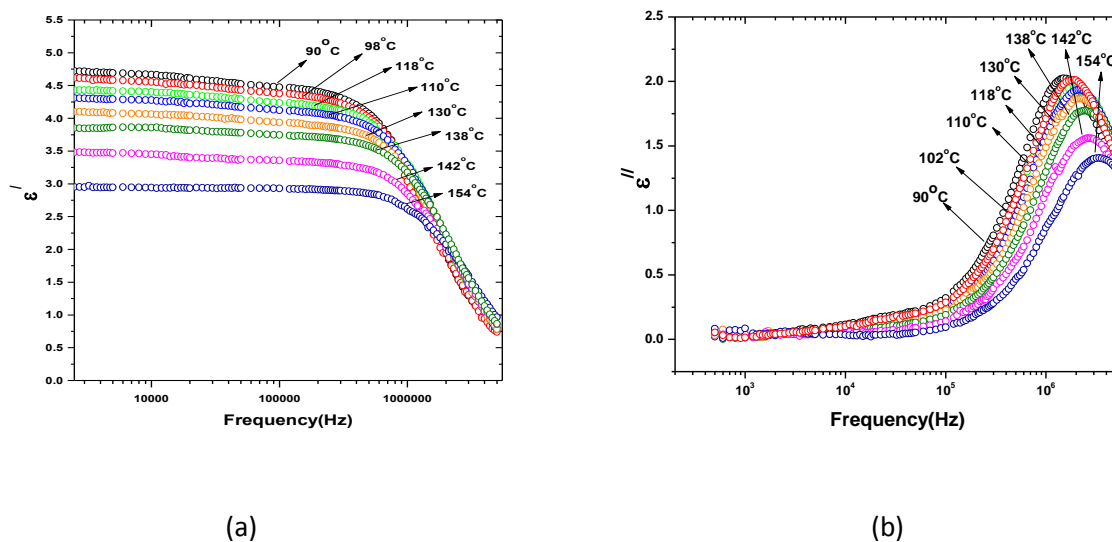 5.0
4.5
4.0
3.5
3.0
2.5
2.0
1.5
1.0
0.5
0.0
ε/
90°C
98°C
118°C
110°C
130°C
138°C
142°C
154°C
10000 100000 1000000
Frequency(Hz)
(a)
2.5
2.0
1.5
1.0
0.5
0.0
ε//
138°C 142°C
154°C
130°C
118°C
110°C
102°C
90°C
10³ 10⁴ 10⁵ 10⁶
Frequency(Hz)
(b)